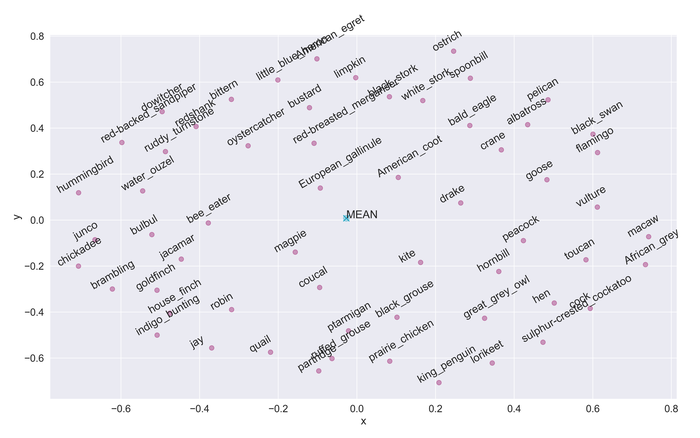 American_egret
little_blue_heron
ostrich
limpkin
black_stork
white_stork
spoonbill
dowitcher
red-backed_sandpiper
redshank
bittern
bustard
red-breasted_merganser
pelican
albatross
ruddy_turnstone
oystercatcher
bald_eagle
black_swan
flamingo
crane
hummingbird
water_ouzel
European_gallinule
American_coot
goose
drake
vulture
MEAN
junco
chickadee
bulbul
bee_eater
jacamar
magpie
peacock
macaw
African_grey
toucan
kite
hornbill
brambling
goldfinch
house_finch
indigo_bunting
robin
coucal
black_grouse
great_grey_owl
hen
cock
sulphur-crested_cockatoo
jay
quail
ptarmigan
ruffed_grouse
partridge
prairie_chicken
king_penguin
lorikeet
0.8
0.6
0.4
0.2
0.0
−0.2
−0.4
−0.6
y
−0.6
−0.4
−0.2
0.0
0.2
0.4
0.6
0.8
x